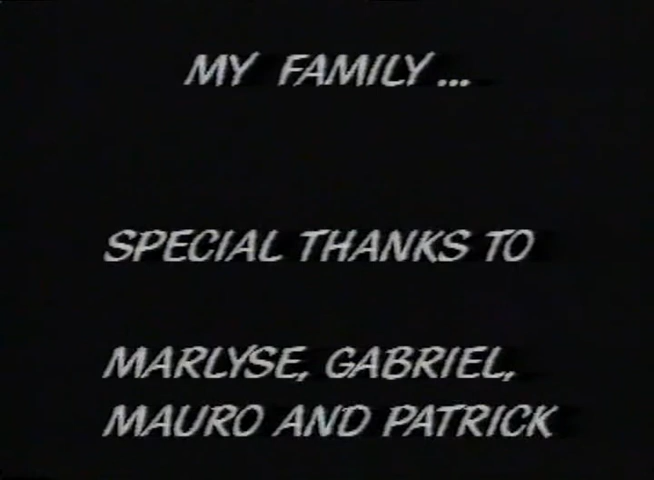 MY FAMILY...
SPECIAL THANKS TO
MARLYSE, GABRIEL,
MAURO AND PATRICK